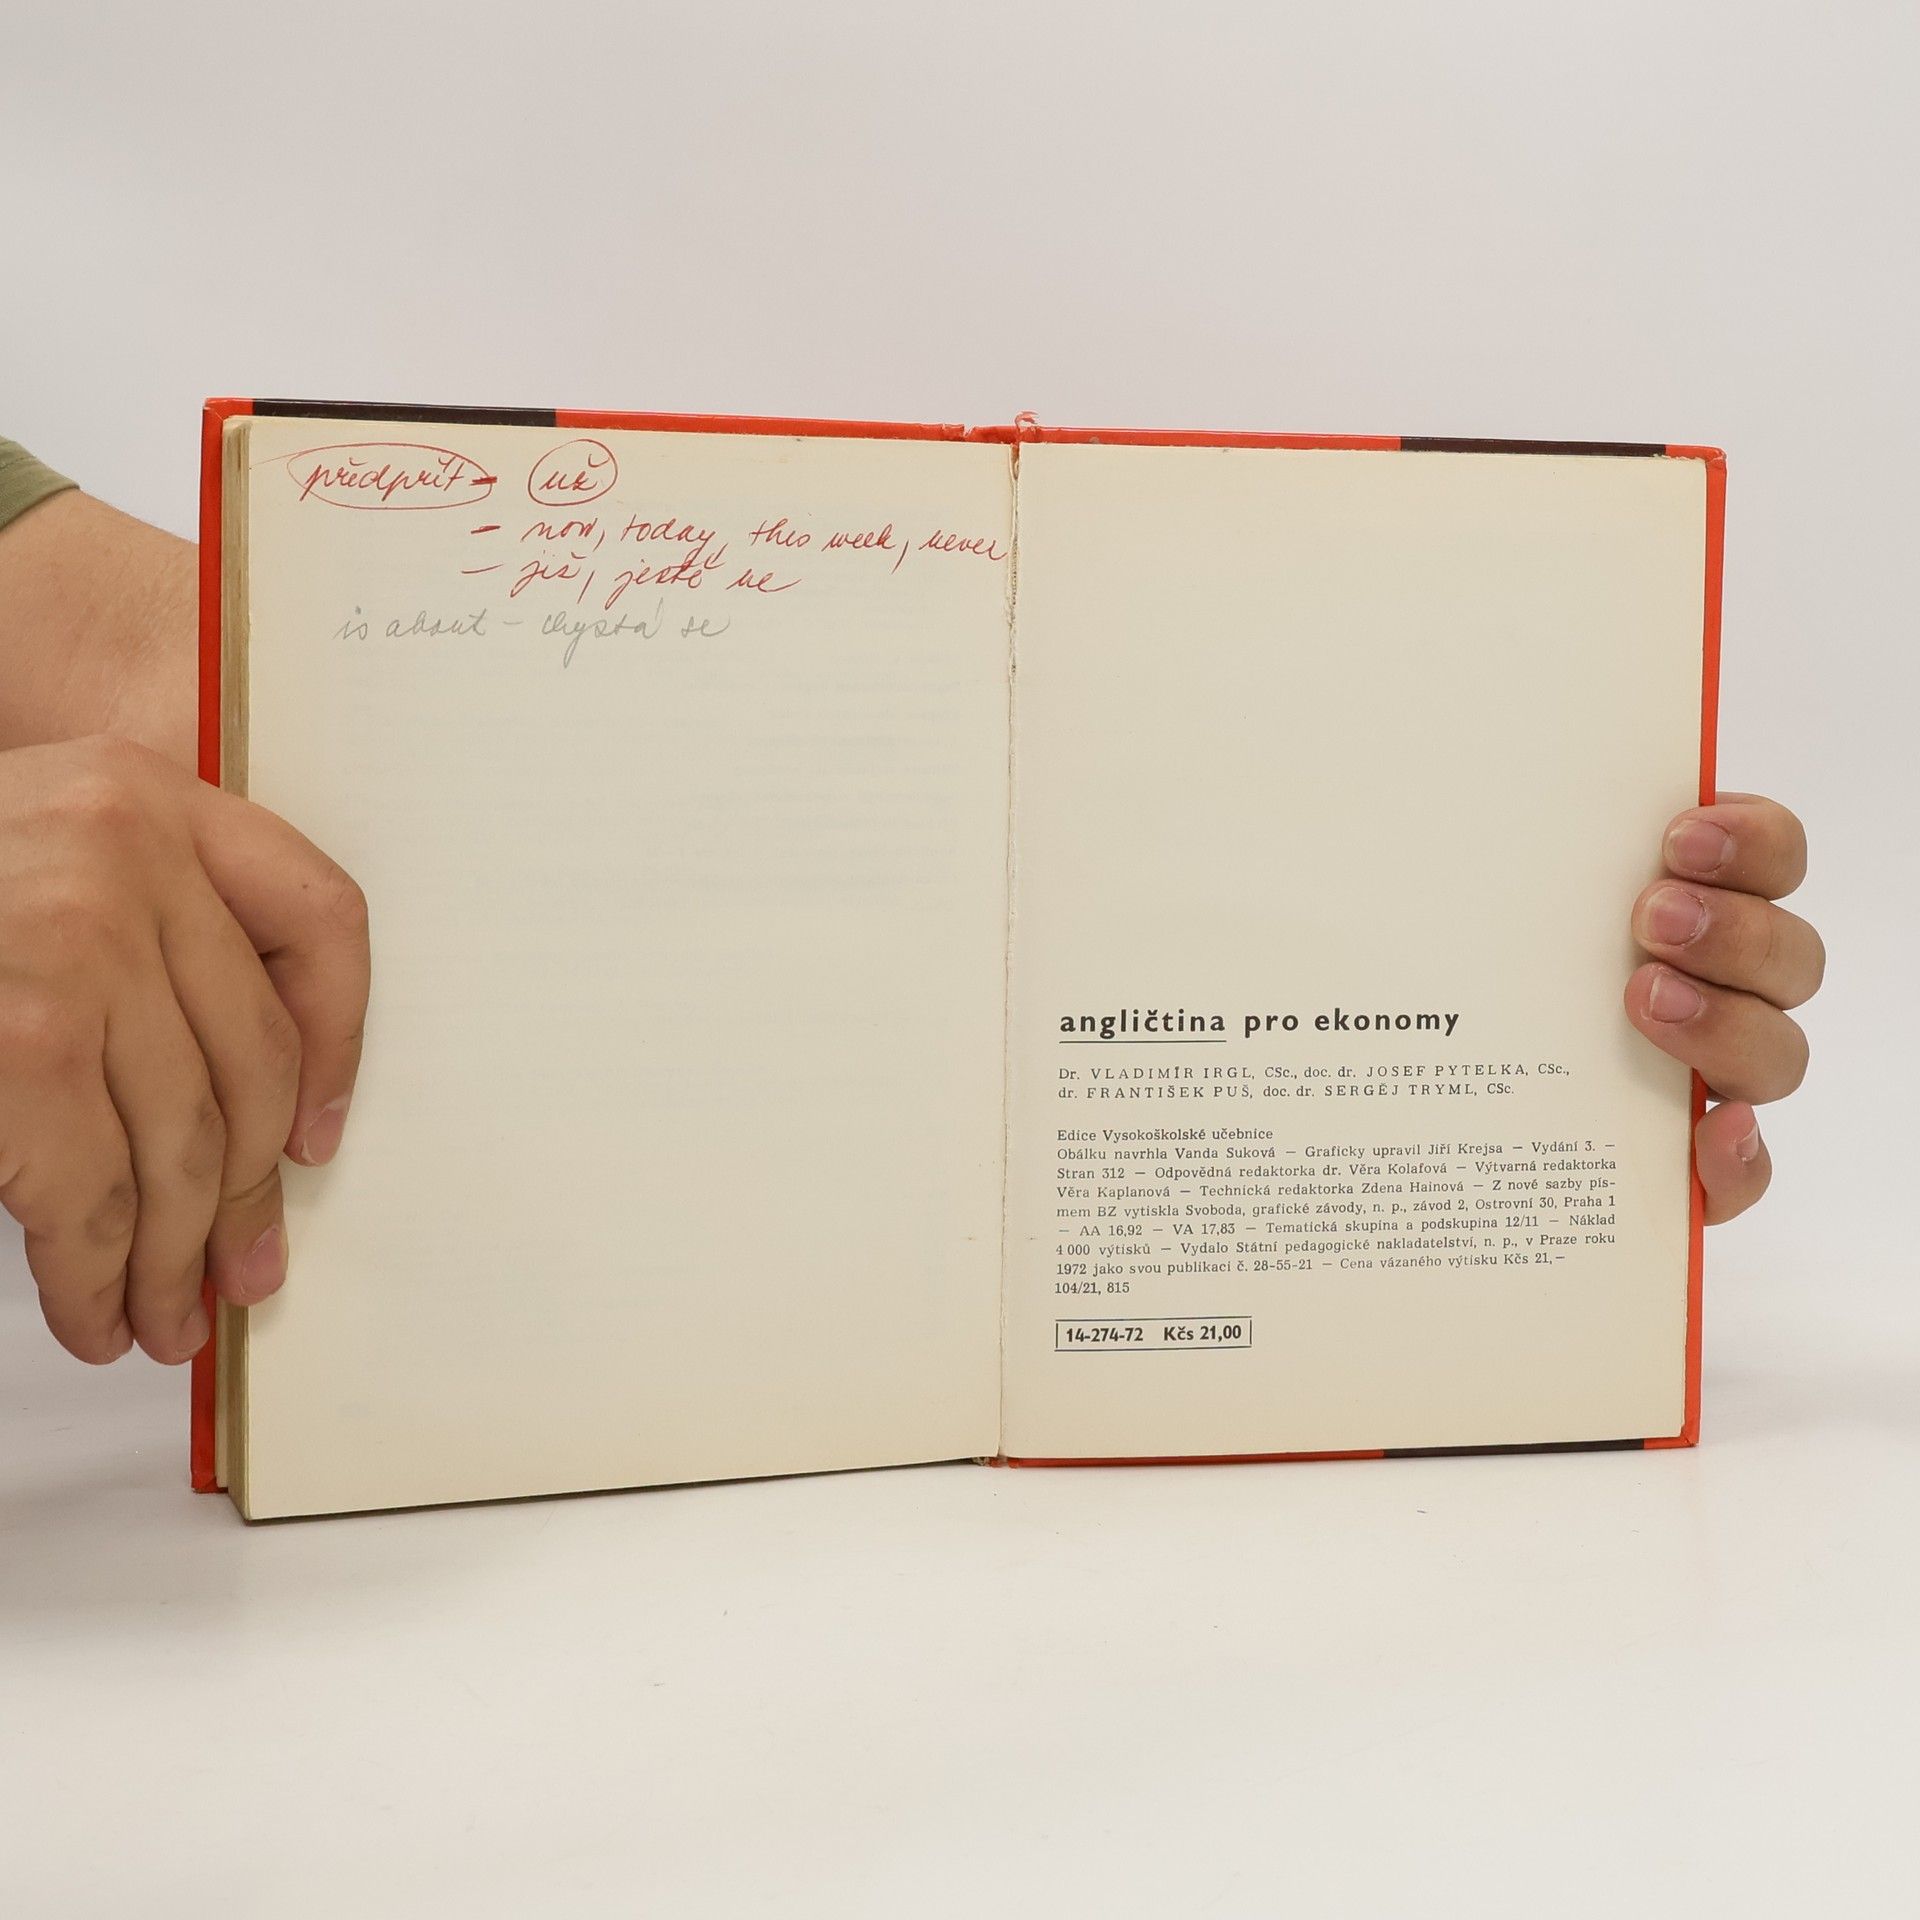 předpřít – už
– now, today, this week, never
– již, ještě ne
is about – chystá se
angličtina pro ekonomy
Dr. VLADIMÍR IRGL, CSc., doc. dr. JOSEF PYTELKA, CSc.,
dr. FRANTIŠEK PUŠ, doc. dr. SERGĚJ TRYML, CSc.
Edice Vysokoškolské učebnice
Obálku navrhla Vanda Suková — Graficky upravil Jiří Krejsa — Vydání 3. —
Stran 312 — Odpovědná redaktorka dr. Věra Kolafová — Výtvarná redaktorka
Věra Kaplanová — Technická redaktorka Zdena Hainová — Z nové sazby pís-
mem BZ vytiskla Svoboda, grafické závody, n. p., závod 2, Ostrovní 30, Praha 1
— AA 16,92 — VA 17,83 — Tematická skupina a podskupina 12/11 — Náklad
4 000 výtisků — Vydalo Státní pedagogické nakladatelství, n. p., v Praze roku
1972 jako svou publikaci č. 28-55-21 — Cena vázaného výtisku Kčs 21,—
104/21, 815
14-274-72 Kčs 21,00